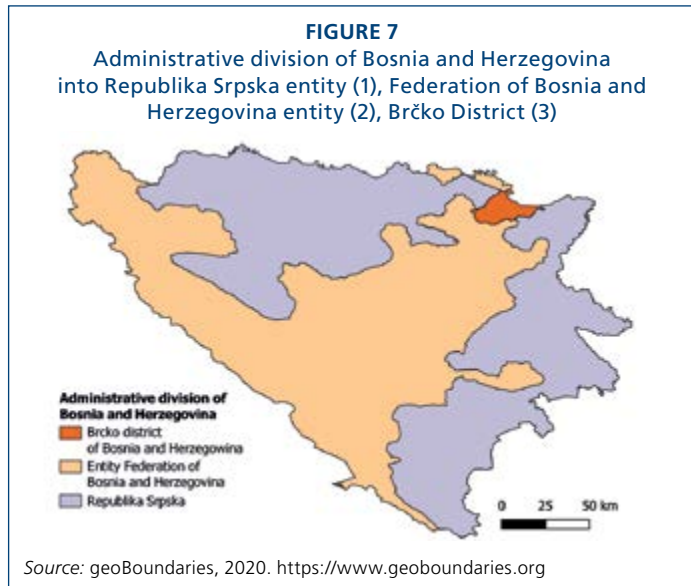 FIGURE 7
Administrative division of Bosnia and Herzegovina
into Republika Srpska entity (1), Federation of Bosnia and
Herzegovina entity (2), Brčko District (3)
Administrative division of
Bosnia and Herzegovina
Brcko district
of Bosnia and Herzegowina
Entity Federation of
Bosnia and Herzegovina
Republika Srpska
0 25 50 km
Source: geoBoundaries, 2020. https://www.geoboundaries.org